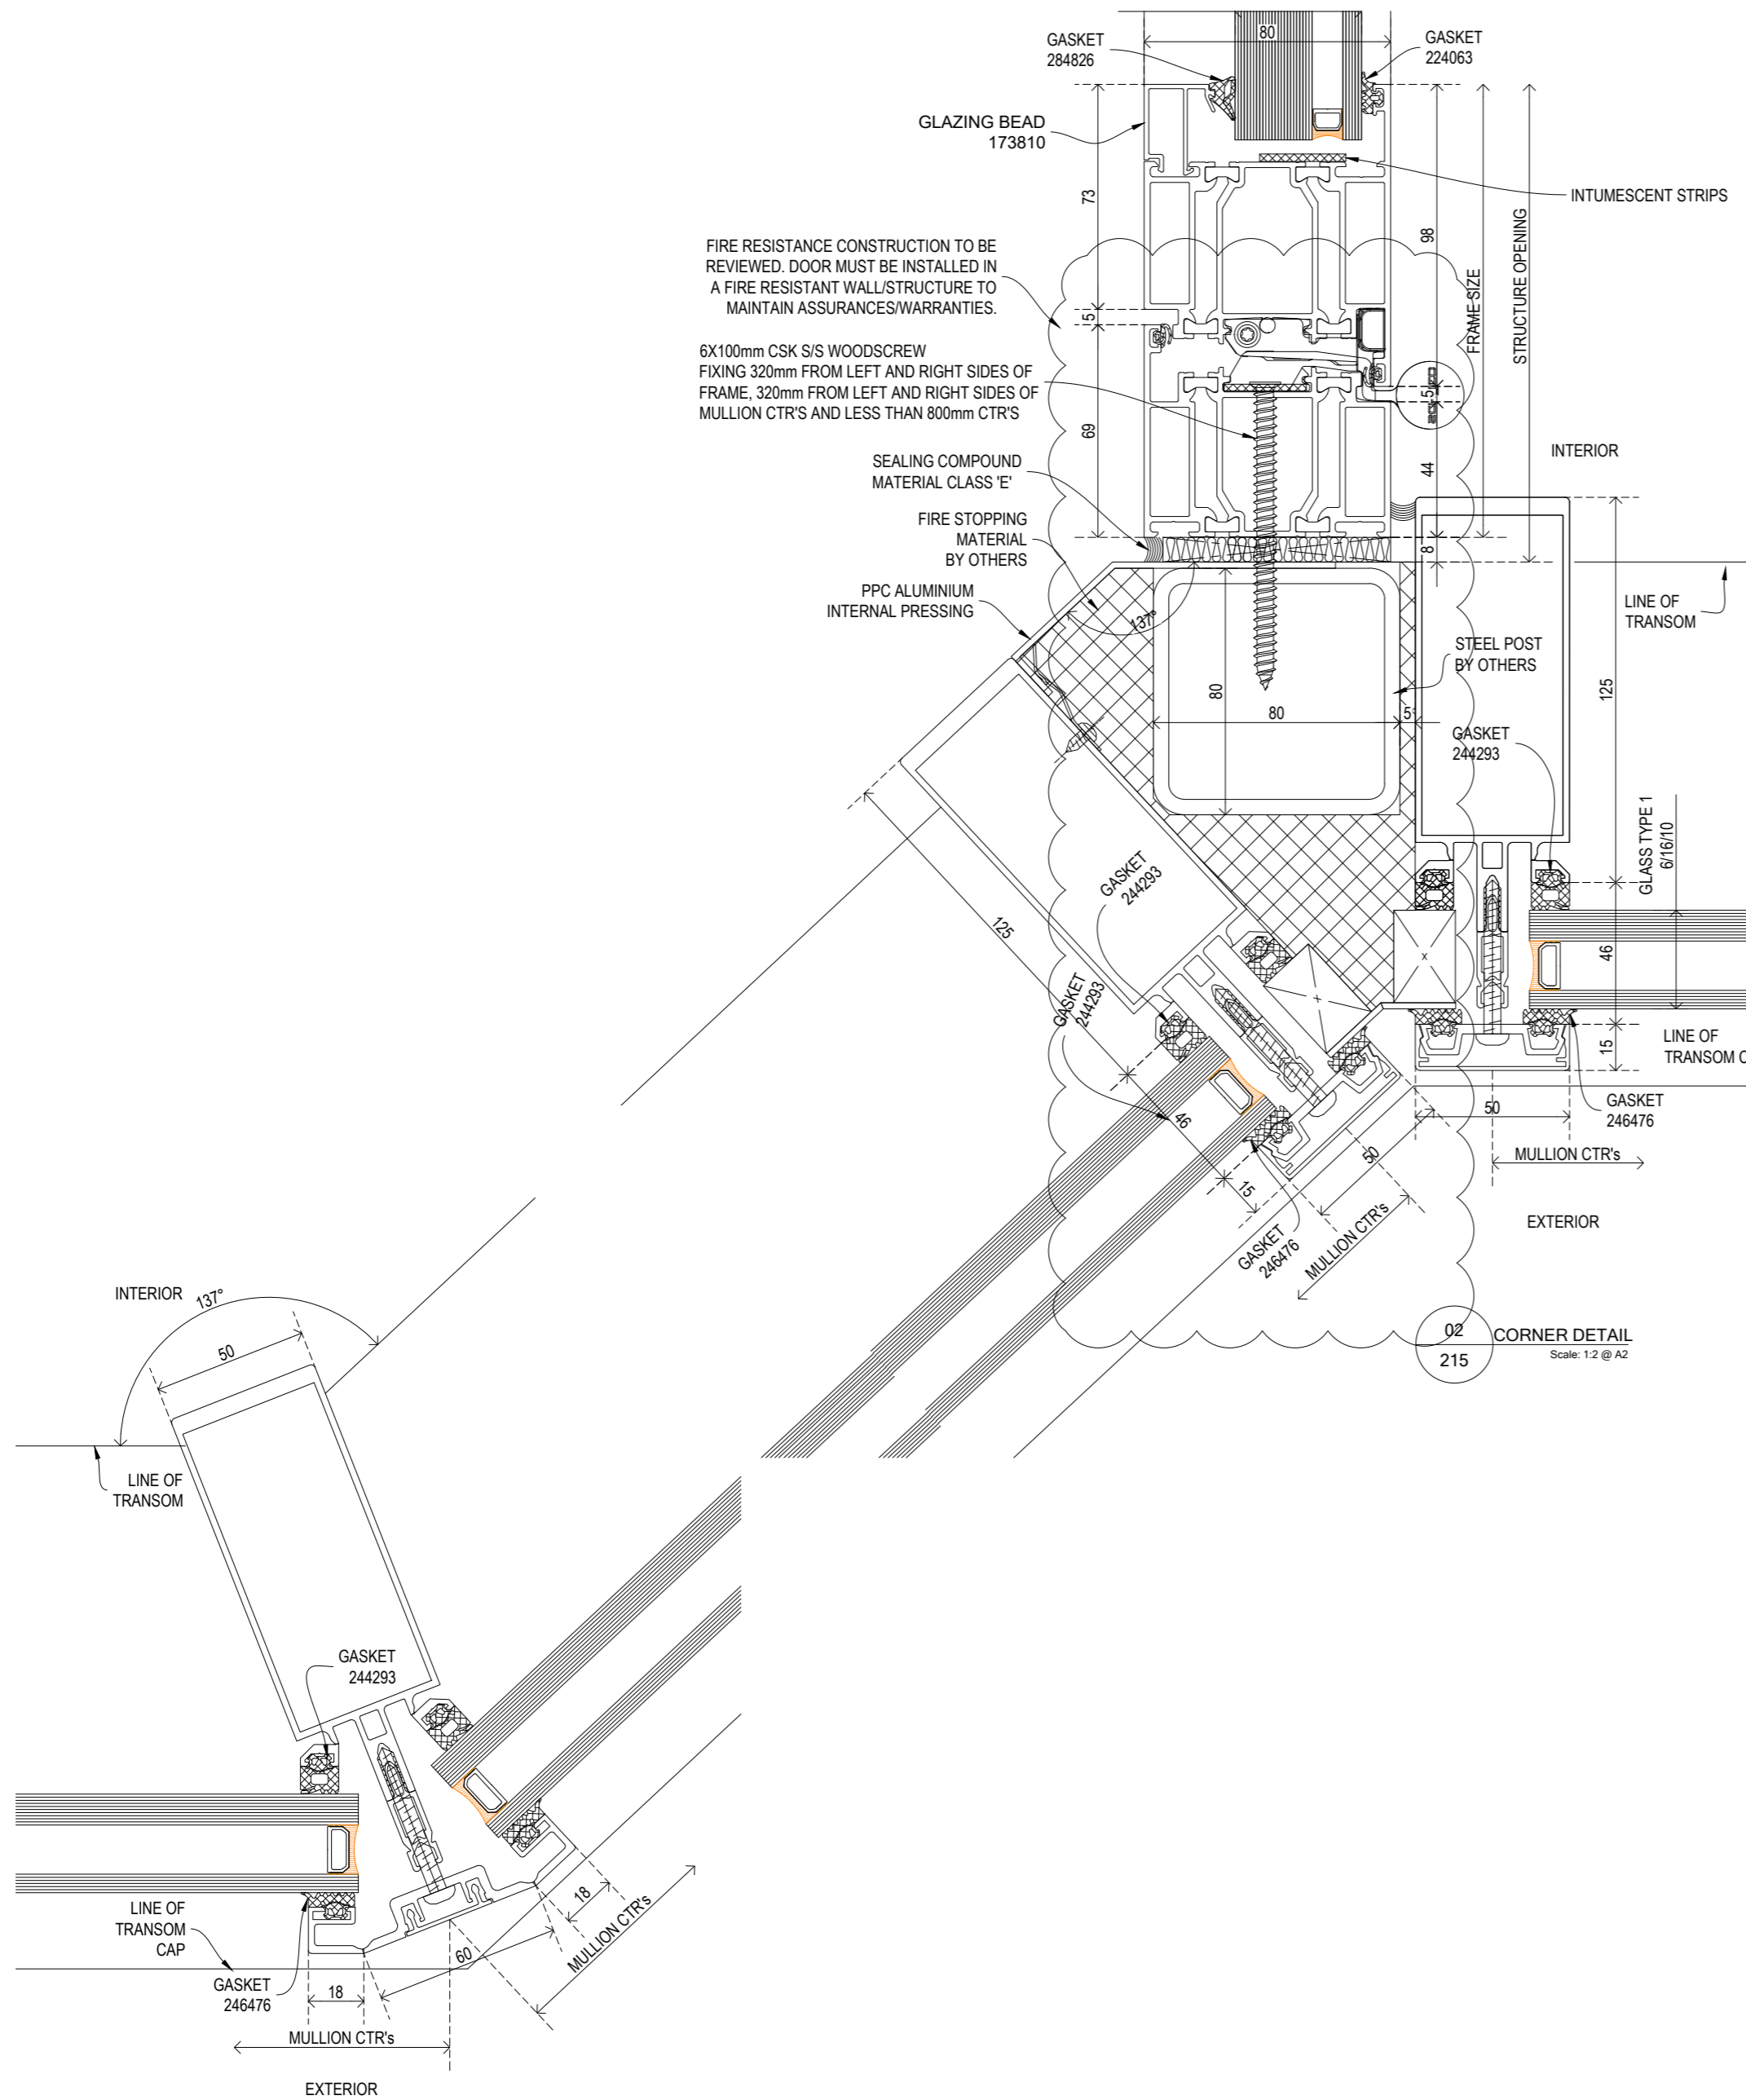 80
GASKET
284826
GASKET
224063
GLAZING BEAD
173810
INTUMESCENT STRIPS
73
98
FRAME SIZE
STRUCTURE OPENING
FIRE RESISTANCE CONSTRUCTION TO BE
REVIEWED. DOOR MUST BE INSTALLED IN
A FIRE RESISTANT WALL/STRUCTURE TO
MAINTAIN ASSURANCES/WARRANTIES.
5
6X100mm CSK S/S WOODSCREW
FIXING 320mm FROM LEFT AND RIGHT SIDES OF
FRAME, 320mm FROM LEFT AND RIGHT SIDES OF
MULLION CTR'S AND LESS THAN 800mm CTR'S
5
69
44
INTERIOR
SEALING COMPOUND
MATERIAL CLASS 'E'
FIRE STOPPING
MATERIAL
BY OTHERS
8
PPC ALUMINIUM
INTERNAL PRESSING
137°
LINE OF
TRANSOM
STEEL POST
BY OTHERS
80
80
5
125
GASKET
244293
GLASS TYPE 1
6/16/10
GASKET
244293
125
46
x
GASKET
244293
15
LINE OF
TRANSOM C
46
50
GASKET
246476
50
MULLION CTR's
15
MULLION CTR's
GASKET
246476
EXTERIOR
02
215
CORNER DETAIL
Scale: 1:2 @ A2
INTERIOR
137°
50
LINE OF
TRANSOM
GASKET
244293
LINE OF
TRANSOM
CAP
GASKET
246476
18
60
18
MULLION CTR's
MULLION CTR's
EXTERIOR